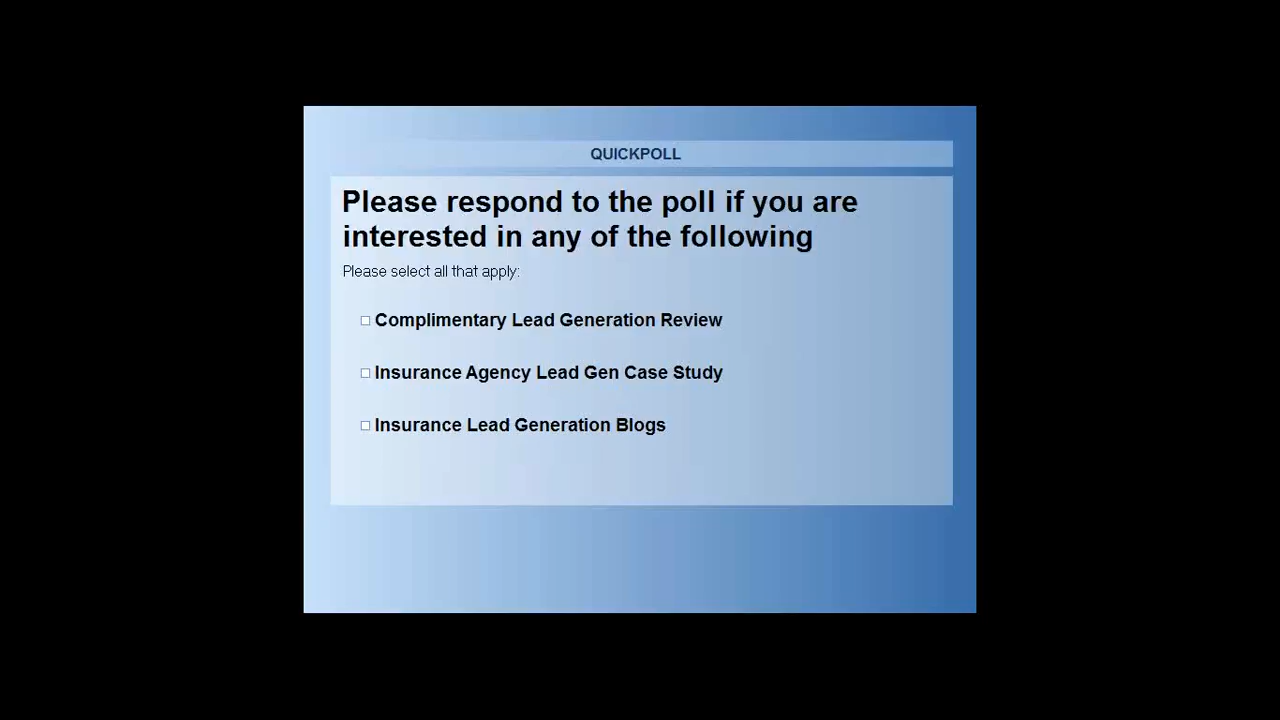 QUICKPOLL
Please respond to the poll if you are
interested in any of the following
Please select all that apply:
Complimentary Lead Generation Review
Insurance Agency Lead Gen Case Study
Insurance Lead Generation Blogs